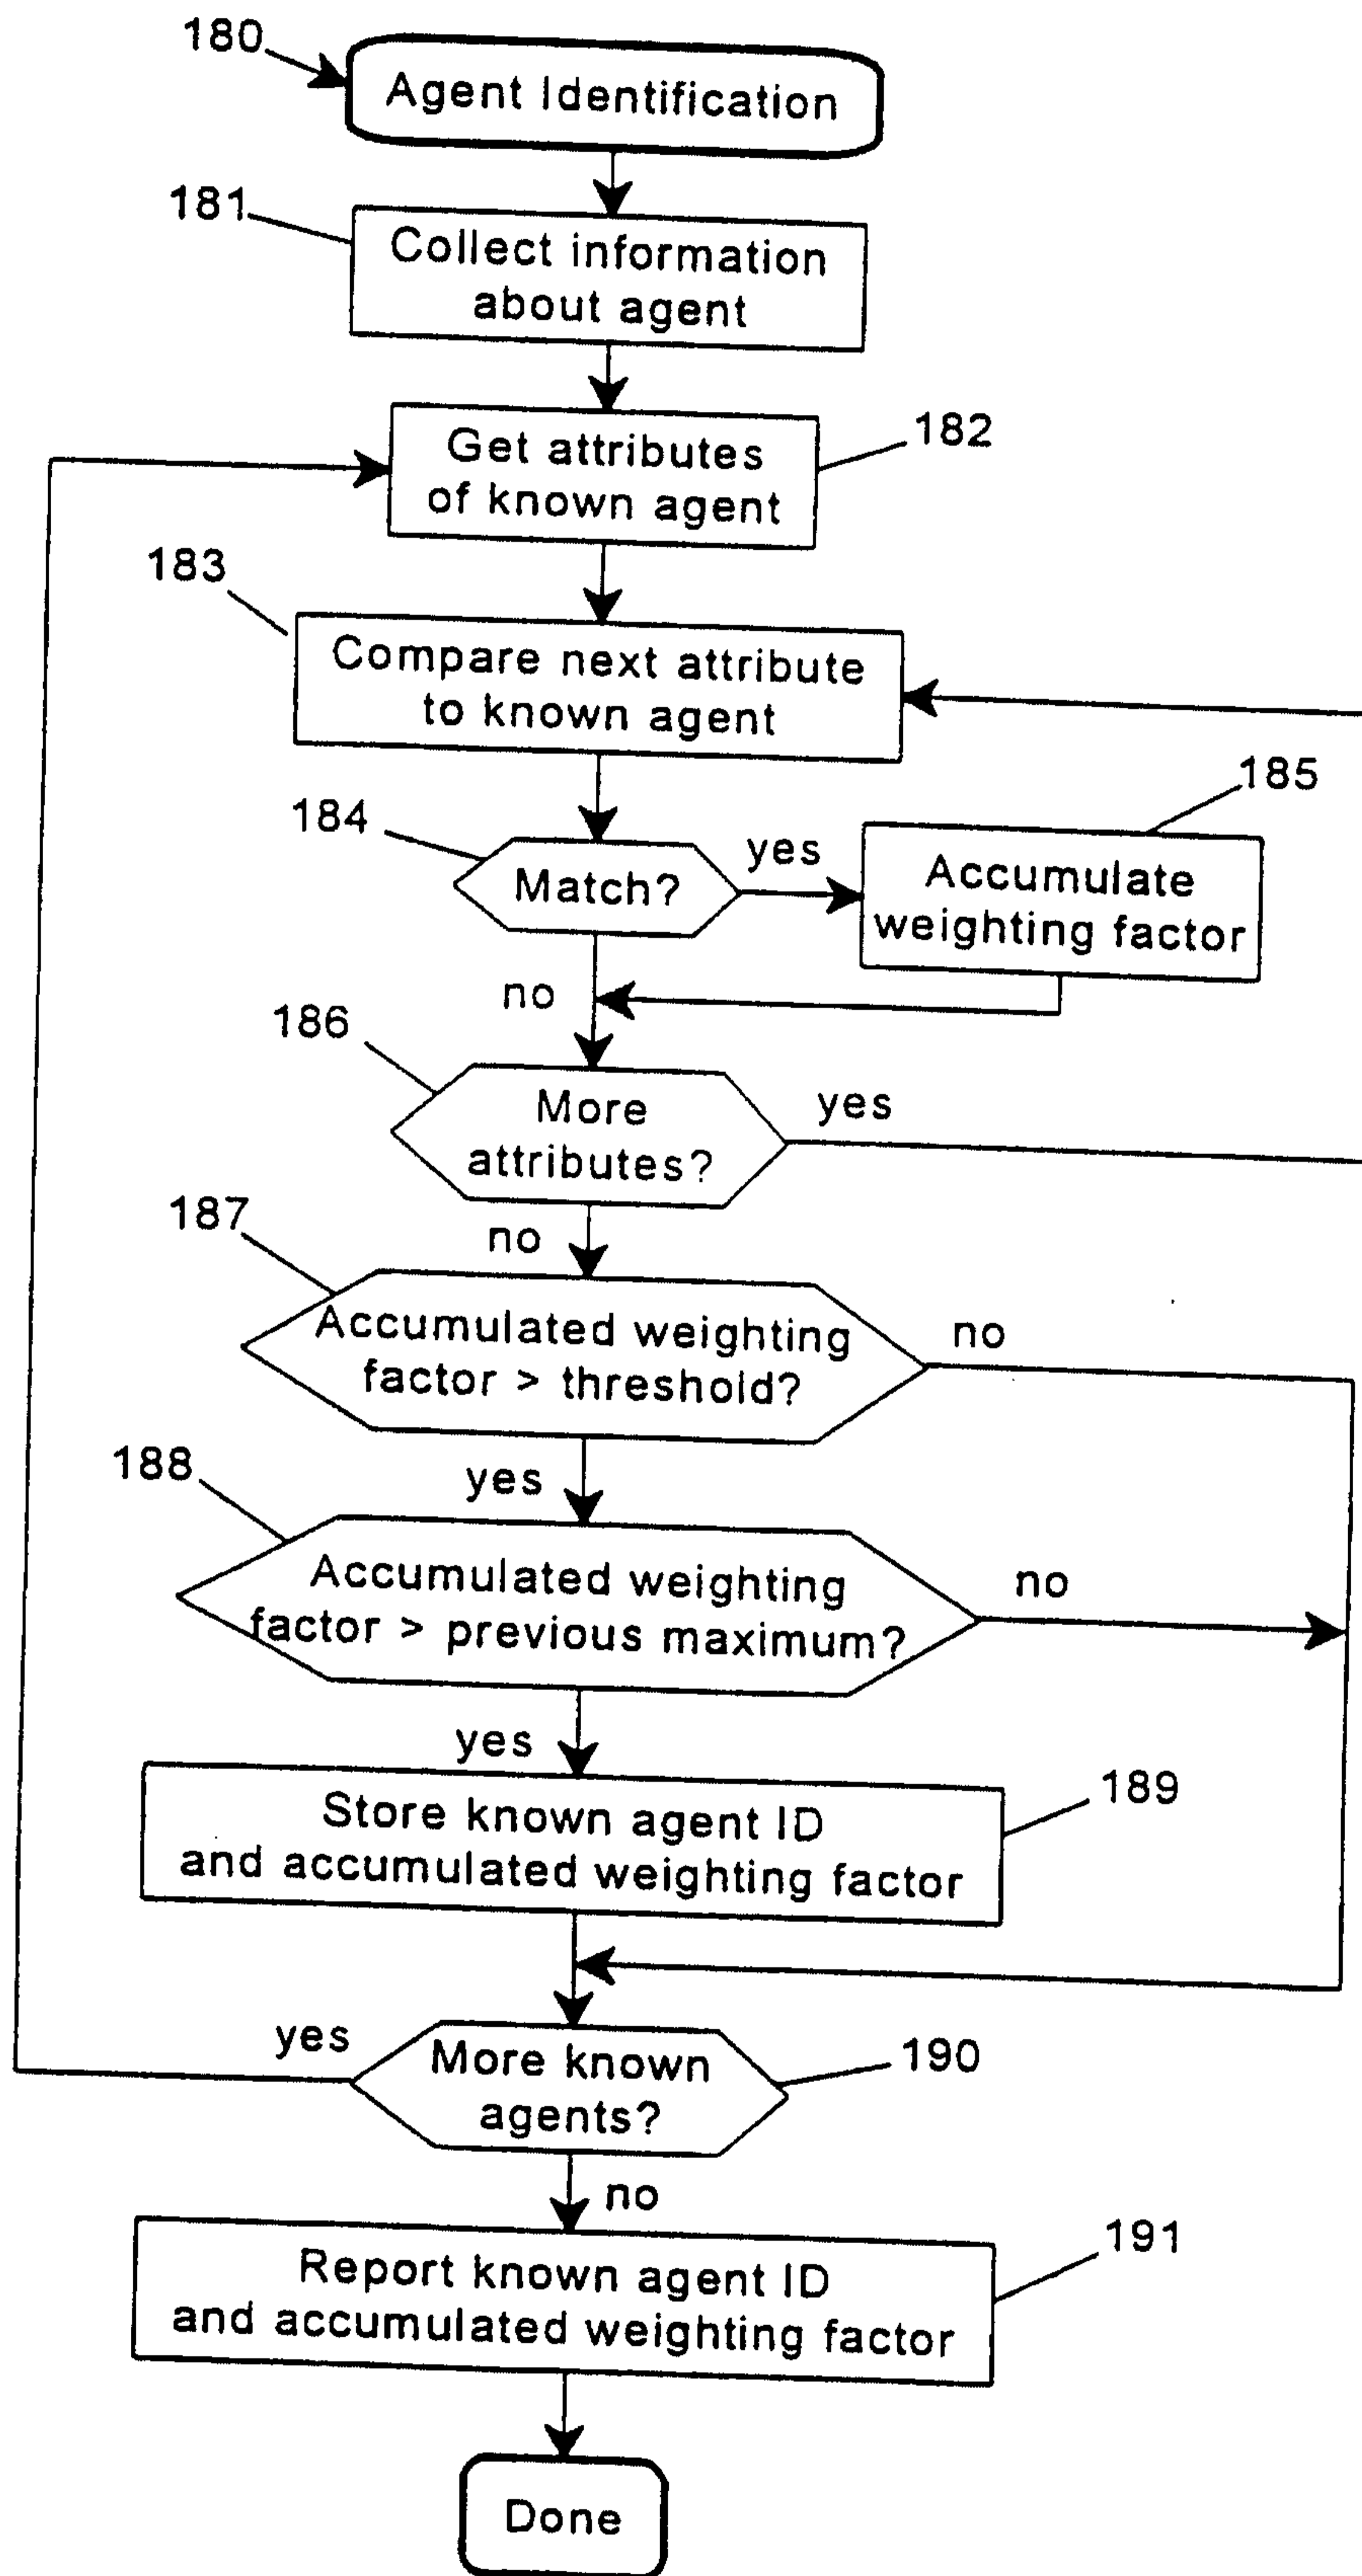 180
Agent Identification
181
Collect information
about agent
182
Get attributes
of known agent
183
Compare next attribute
to known agent
184
Match?
yes
185
Accumulate
weighting factor
no
186
More
attributes?
yes
no
187
Accumulated weighting
factor > threshold?
no
yes
188
Accumulated weighting
factor > previous maximum?
no
yes
189
Store known agent ID
and accumulated weighting factor
yes
More known
agents?
190
no
191
Report known agent ID
and accumulated weighting factor
Done